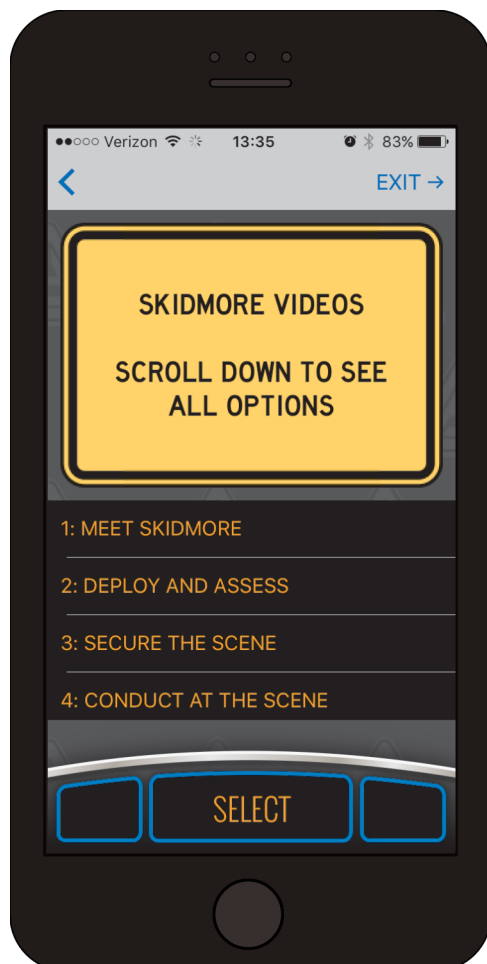 Verizon 13:35 83%
EXIT →
SKIDMORE VIDEOS
SCROLL DOWN TO SEE
ALL OPTIONS
1: MEET SKIDMORE
2: DEPLOY AND ASSESS
3: SECURE THE SCENE
4: CONDUCT AT THE SCENE
SELECT